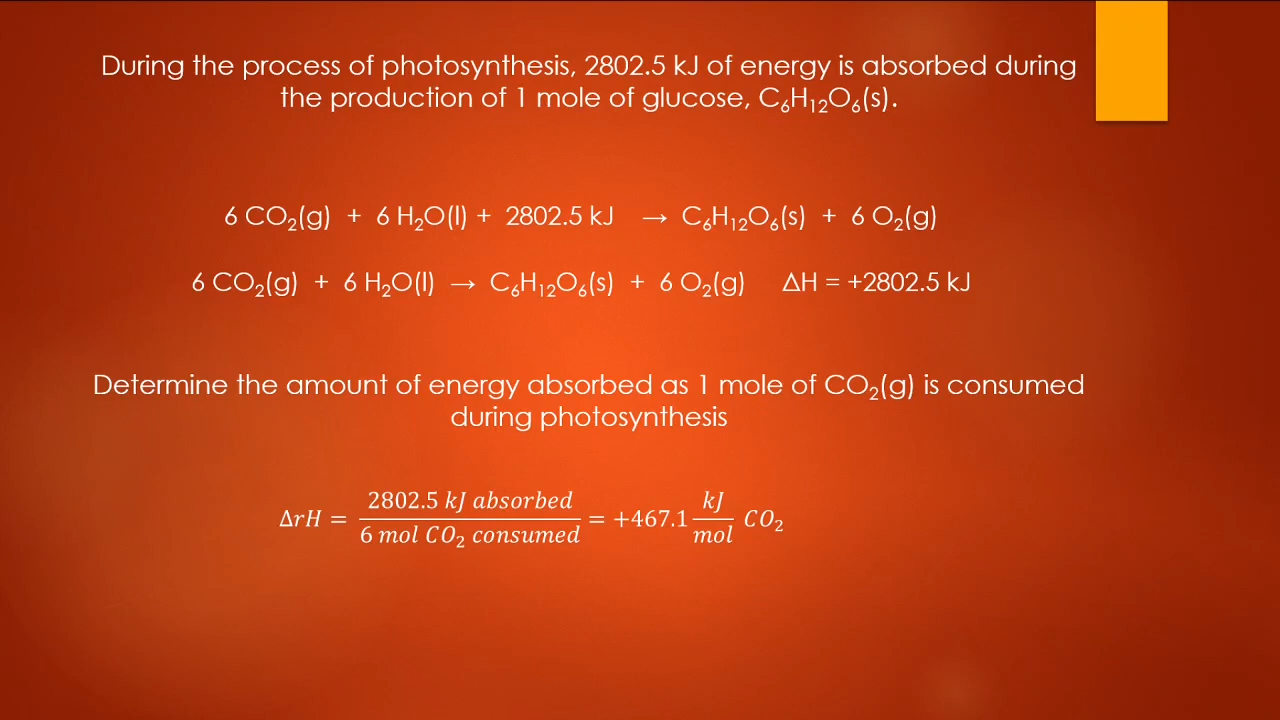 During the process of photosynthesis, 2802.5 kJ of energy is absorbed during
the production of 1 mole of glucose, C₆H₁₂O₆(s).
6 CO₂(g) + 6 H₂O(l) + 2802.5 kJ → C₆H₁₂O₆(s) + 6 O₂(g)
6 CO₂(g) + 6 H₂O(l) → C₆H₁₂O₆(s) + 6 O₂(g) ΔH = +2802.5 kJ
Determine the amount of energy absorbed as 1 mole of CO₂(g) is consumed
during photosynthesis
ΔrH = 2802.5 kJ absorbed / 6 mol CO₂ consumed = +467.1 kJ/mol CO₂